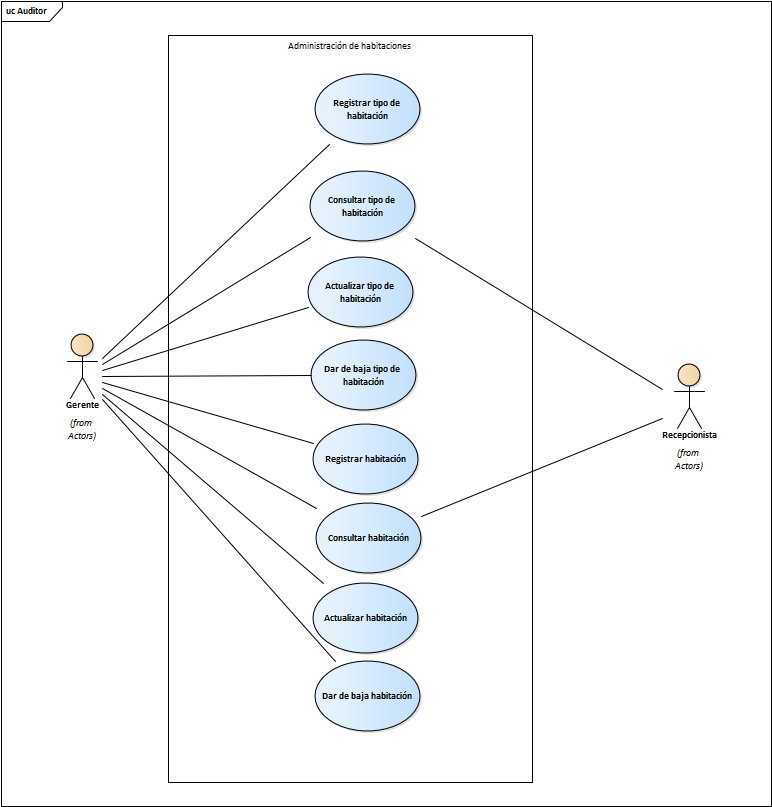 uc Auditor
Administración de habitaciones
Registrar tipo de
habitación
Consultar tipo de
habitación
Actualizar tipo de
habitación
Dar de baja tipo de
habitación
Gerente
(from
Actors)
Recepcionista
(from
Actors)
Registrar habitación
Consultar habitación
Actualizar habitación
Dar de baja habitación